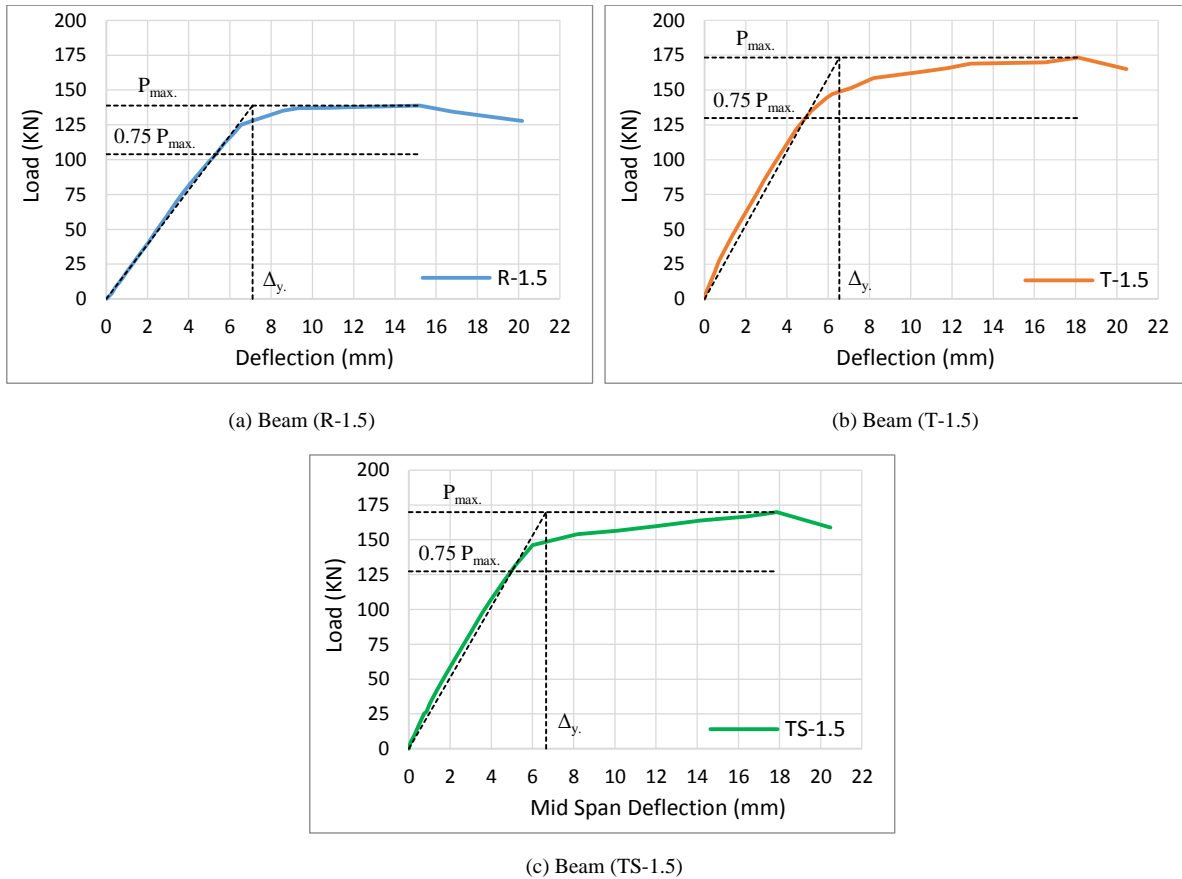 200
175
150
125
100
75
50
25
0
Load (KN)
Pmax.
0.75 Pmax.
Δy.
R-1.5
0 2 4 6 8 10 12 14 16 18 20 22
Deflection (mm)
(a) Beam (R-1.5)
200
175
150
125
100
75
50
25
0
Load (KN)
Pmax.
0.75 Pmax.
Δy.
T-1.5
0 2 4 6 8 10 12 14 16 18 20 22
Deflection (mm)
(b) Beam (T-1.5)
200
175
150
125
100
75
50
25
0
Load (KN)
Pmax.
0.75 Pmax.
Δy.
TS-1.5
0 2 4 6 8 10 12 14 16 18 20 22
Mid Span Deflection (mm)
(c) Beam (TS-1.5)